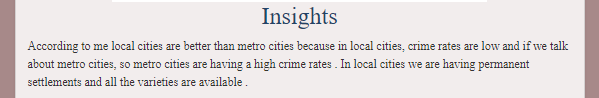 Insights
According to me local cities are better than metro cities because in local cities, crime rates are low and if we talk
about metro cities, so metro cities are having a high crime rates . In local cities we are having permanent
settlements and all the varieties are available .